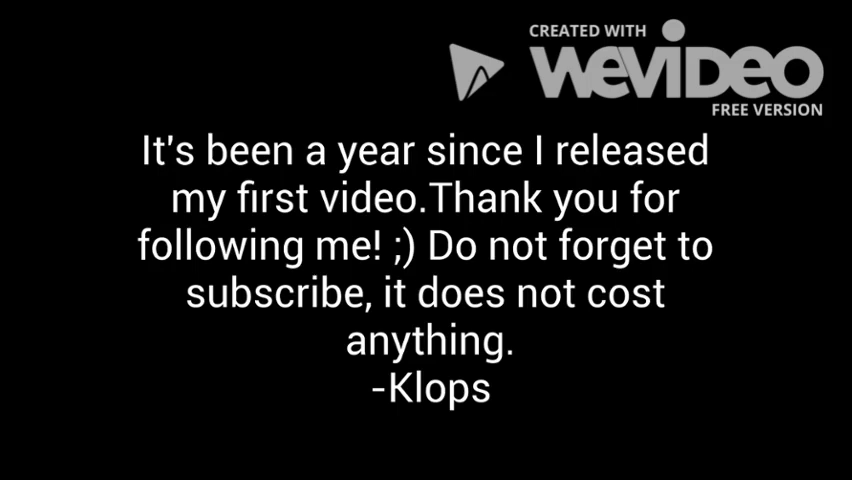 CREATED WITH
WEVIDEO
FREE VERSION
It's been a year since I released
my first video.Thank you for
following me! ;) Do not forget to
subscribe, it does not cost
anything.
-Klops